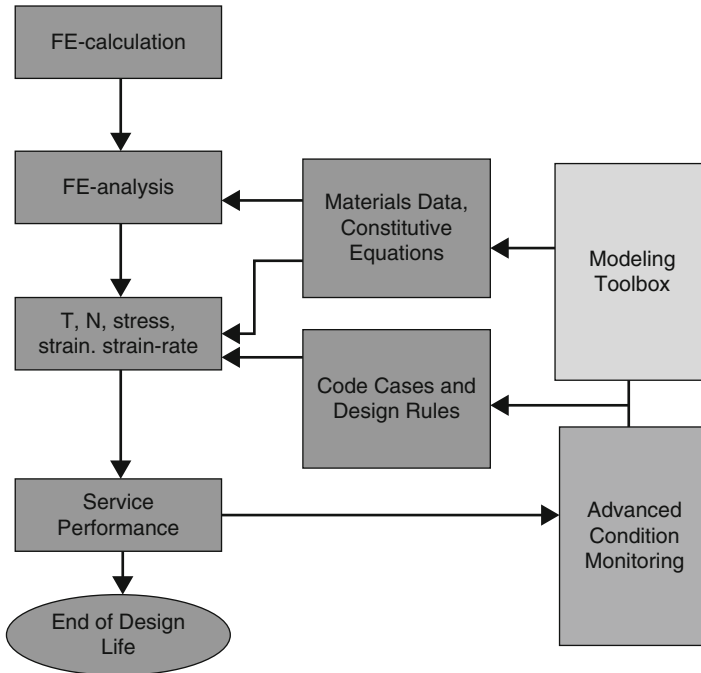 FE-calculation
FE-analysis
Materials Data,
Constitutive
Equations
Modeling
Toolbox
T, N, stress,
strain. strain-rate
Code Cases and
Design Rules
Service
Performance
Advanced
Condition
Monitoring
End of Design
Life